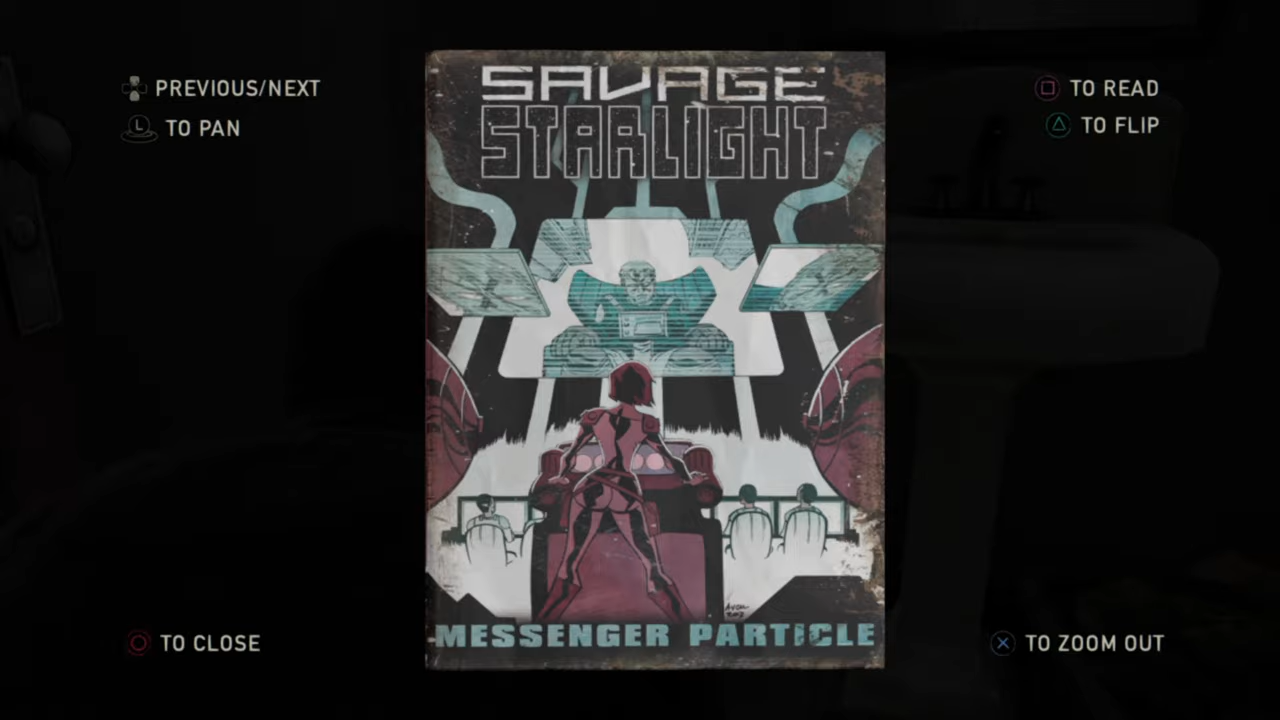 PREVIOUS/NEXT
L TO PAN
SAVAGE
STARLIGHT
TO READ
TO FLIP
MESSENGER PARTICLE
TO CLOSE
TO ZOOM OUT